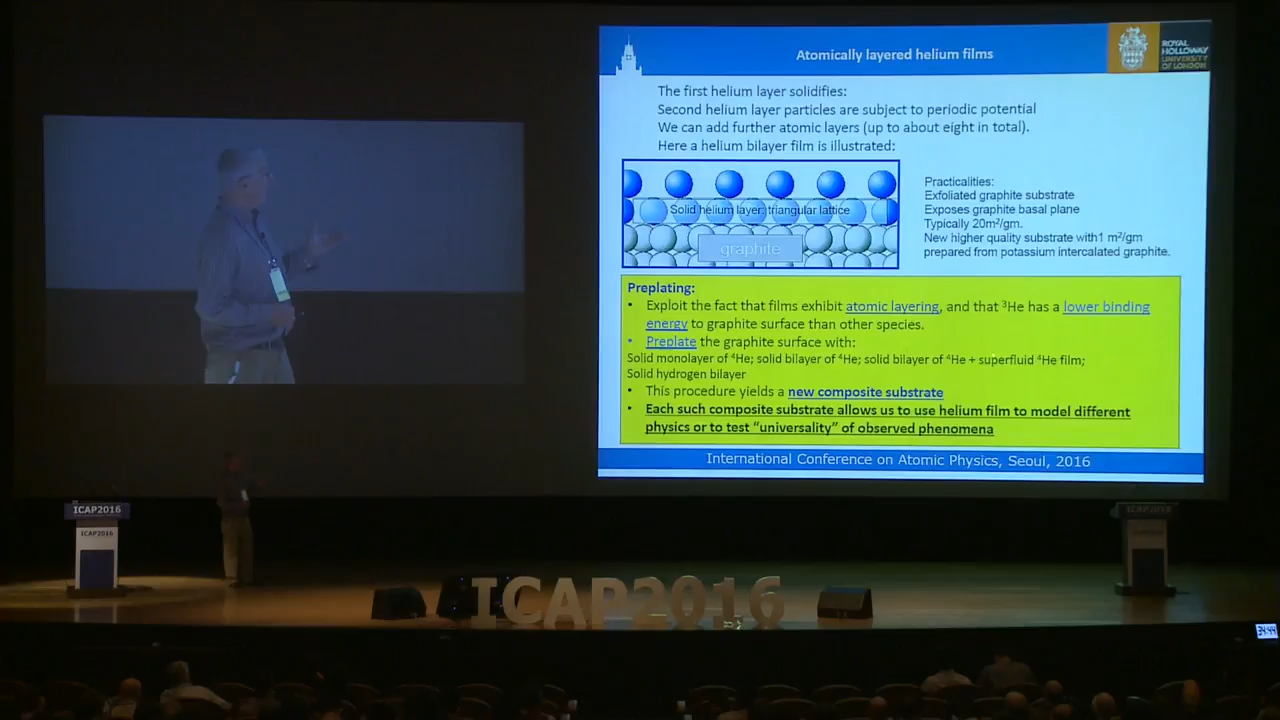 Atomically layered helium films
ROYAL
HOLLOWAY
UNIVERSITY
OF LONDON
The first helium layer solidifies:
Second helium layer particles are subject to periodic potential
We can add further atomic layers (up to about eight in total).
Here a helium bilayer film is illustrated:
Solid helium layer: triangular lattice
graphite
Practicalities:
Exfoliated graphite substrate
Exposes graphite basal plane
Typically 20m²/gm.
New higher quality substrate with1 m²/gm
prepared from potassium intercalated graphite.
Preplating:
• Exploit the fact that films exhibit atomic layering, and that ³He has a lower binding
energy to graphite surface than other species.
• Preplate the graphite surface with:
Solid monolayer of ⁴He; solid bilayer of ⁴He; solid bilayer of ⁴He + superfluid ⁴He film;
Solid hydrogen bilayer
• This procedure yields a new composite substrate
• Each such composite substrate allows us to use helium film to model different
physics or to test “universality” of observed phenomena
International Conference on Atomic Physics, Seoul, 2016
ICAP2016
ICAP2016
ICAP2016
ICAP2016
34:44